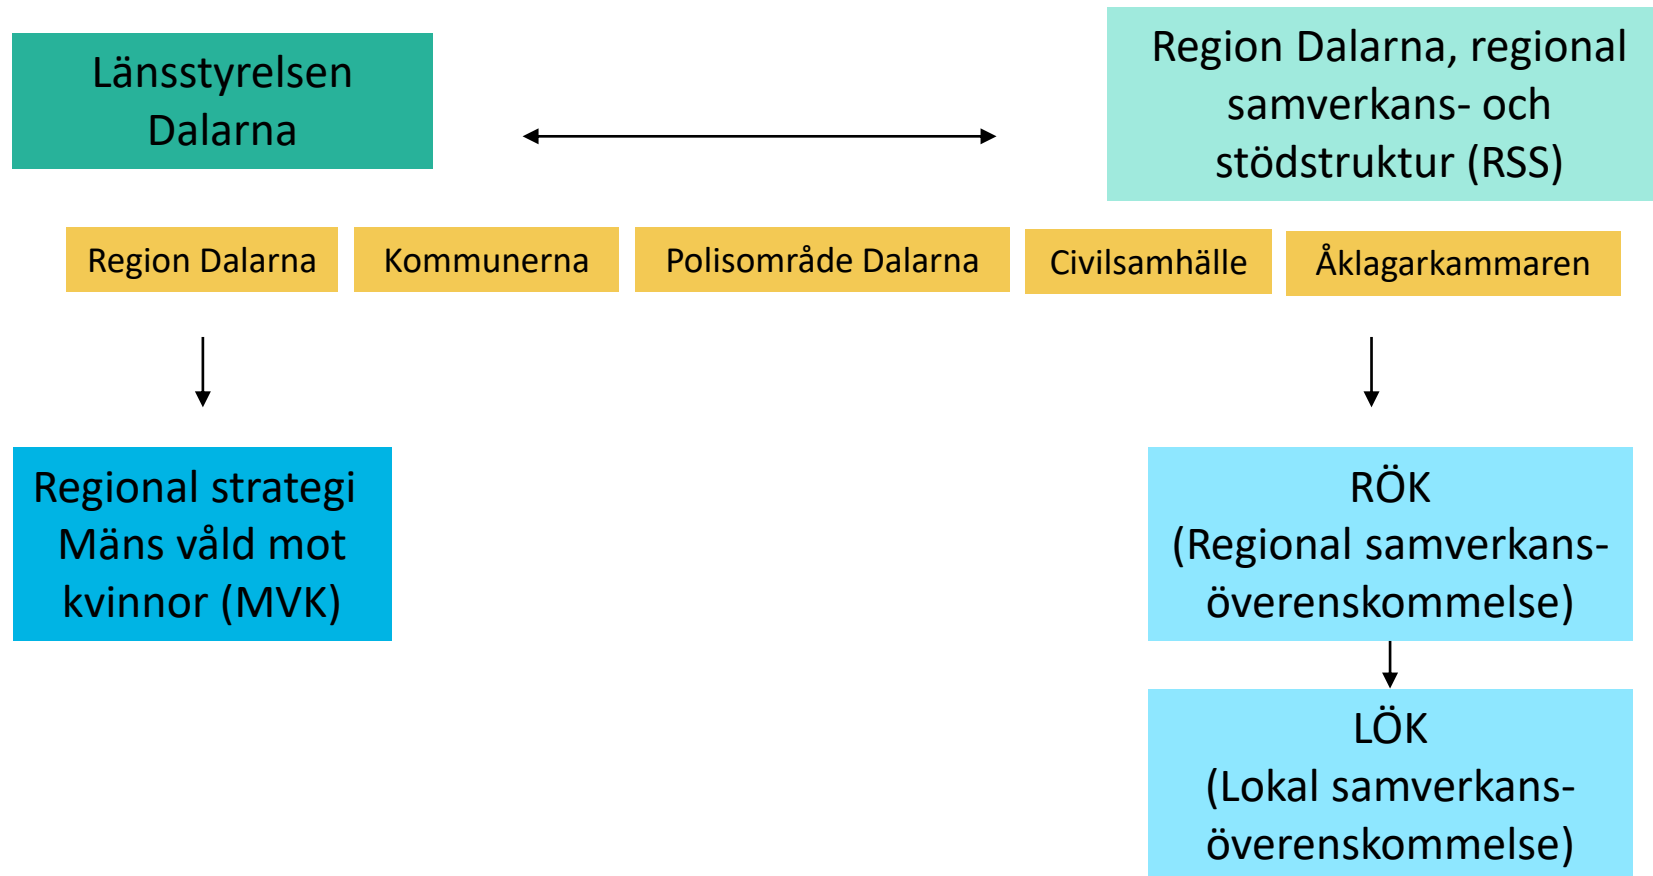 Länsstyrelsen
Dalarna
Region Dalarna, regional
samverkans- och
stödstruktur (RSS)
Region Dalarna
Kommunerna
Polisområde Dalarna
Civilsamhälle
Åklagarkammaren
Regional strategi
Mäns våld mot
kvinnor (MVK)
RÖK
(Regional samverkans-
överenskommelse)
LÖK
(Lokal samverkans-
överenskommelse)